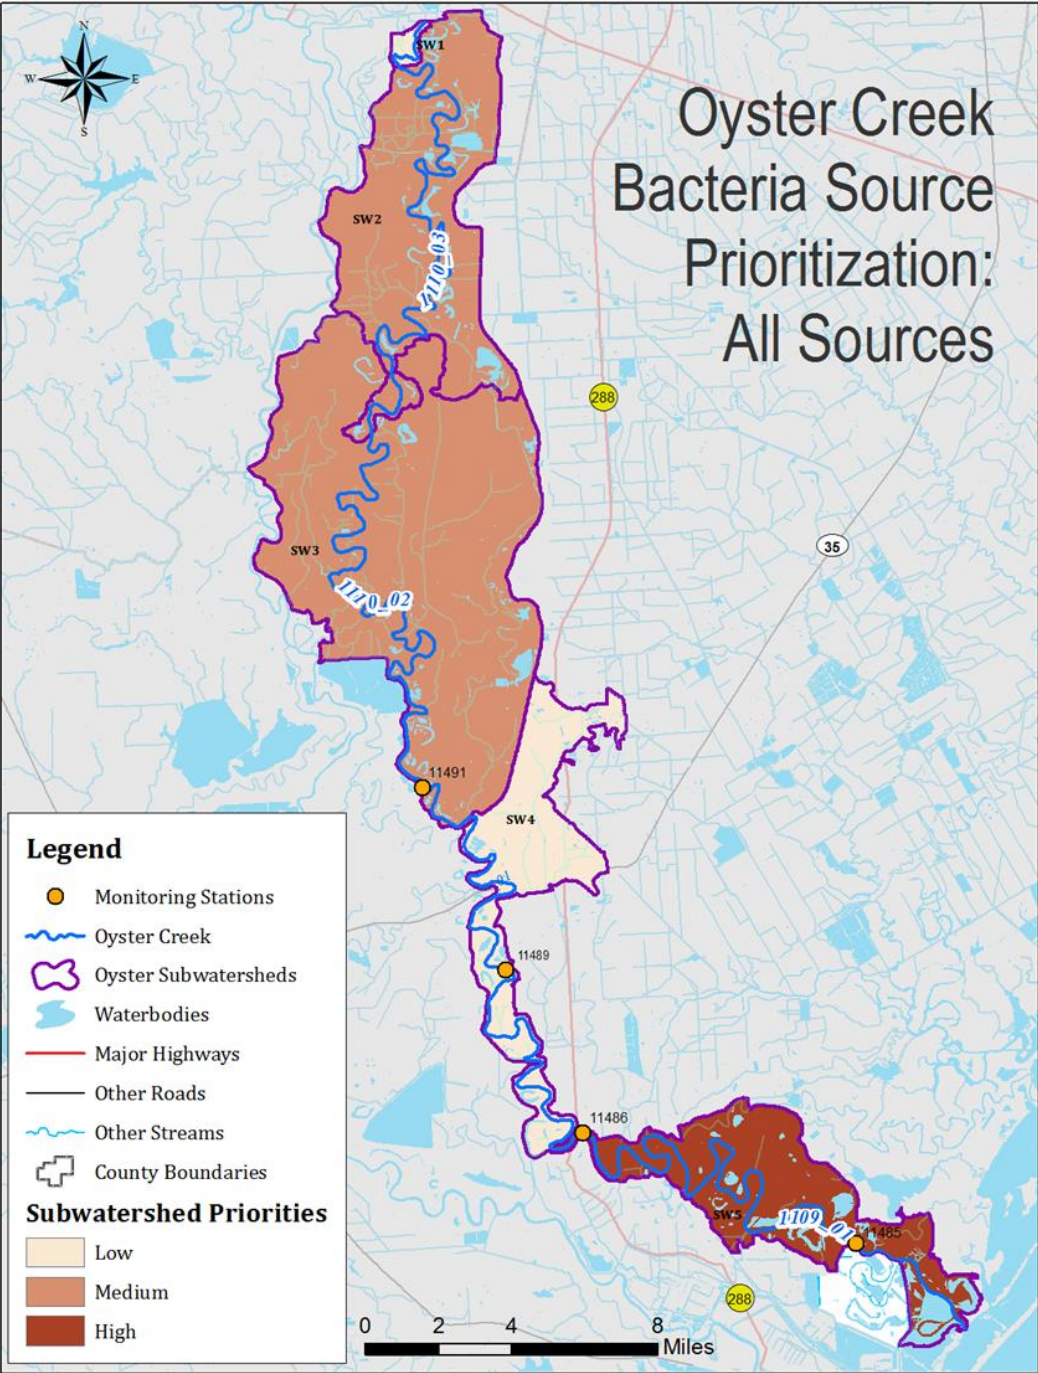 N
W E
S
Oyster Creek
Bacteria Source
Prioritization:
All Sources
SW1
SW2
1110_03
288
35
SW3
1110_02
11491
SW4
01
11489
11486
SW5
1109_01
11485
288
Legend
Monitoring Stations
Oyster Creek
Oyster Subwatersheds
Waterbodies
Major Highways
Other Roads
Other Streams
County Boundaries
Subwatershed Priorities
Low
Medium
High
0 2 4 8
Miles